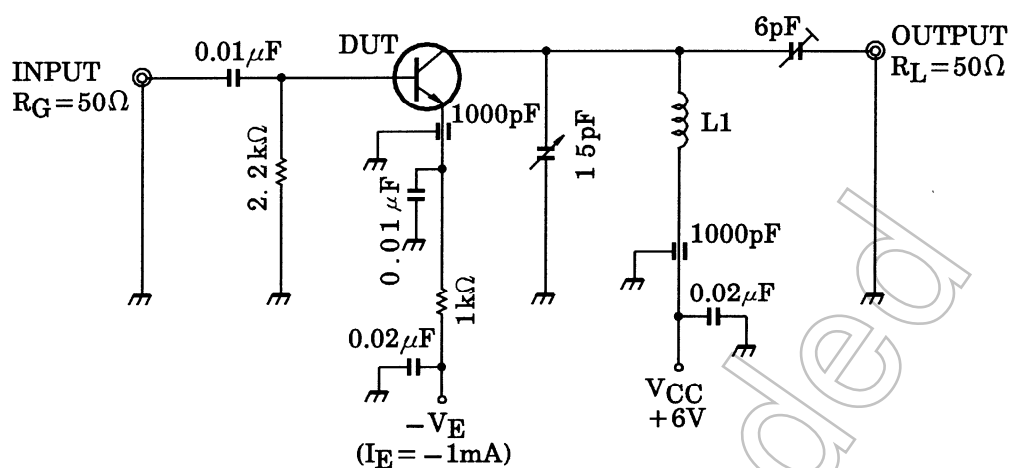 INPUT
RG=50Ω
0.01μF
2.2kΩ
DUT
1000pF
0.01μF
1kΩ
0.02μF
−VE
(IE=−1mA)
15pF
L1
1000pF
0.02μF
VCC
+6V
6pF
OUTPUT
RL=50Ω
ded